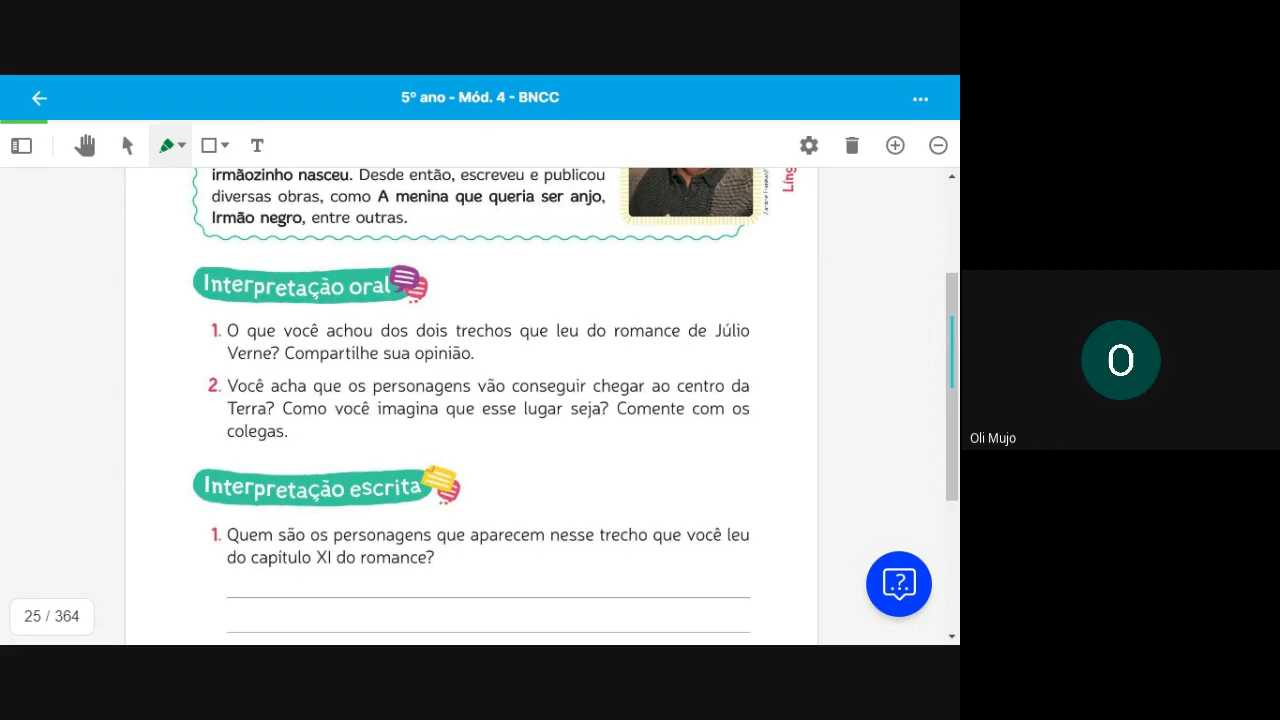 5º ano - Mód. 4 - BNCC
T
irmãozinho nasceu. Desde então, escreveu e publicou
diversas obras, como A menina que queria ser anjo,
Irmão negro, entre outras.
Líng
Interpretação oral
1. O que você achou dos dois trechos que leu do romance de Júlio
Verne? Compartilhe sua opinião.
2. Você acha que os personagens vão conseguir chegar ao centro da
Terra? Como você imagina que esse lugar seja? Comente com os
colegas.
Interpretação escrita
1. Quem são os personagens que aparecem nesse trecho que você leu
do capítulo XI do romance?
25 / 364
?
O
Oli Mujo